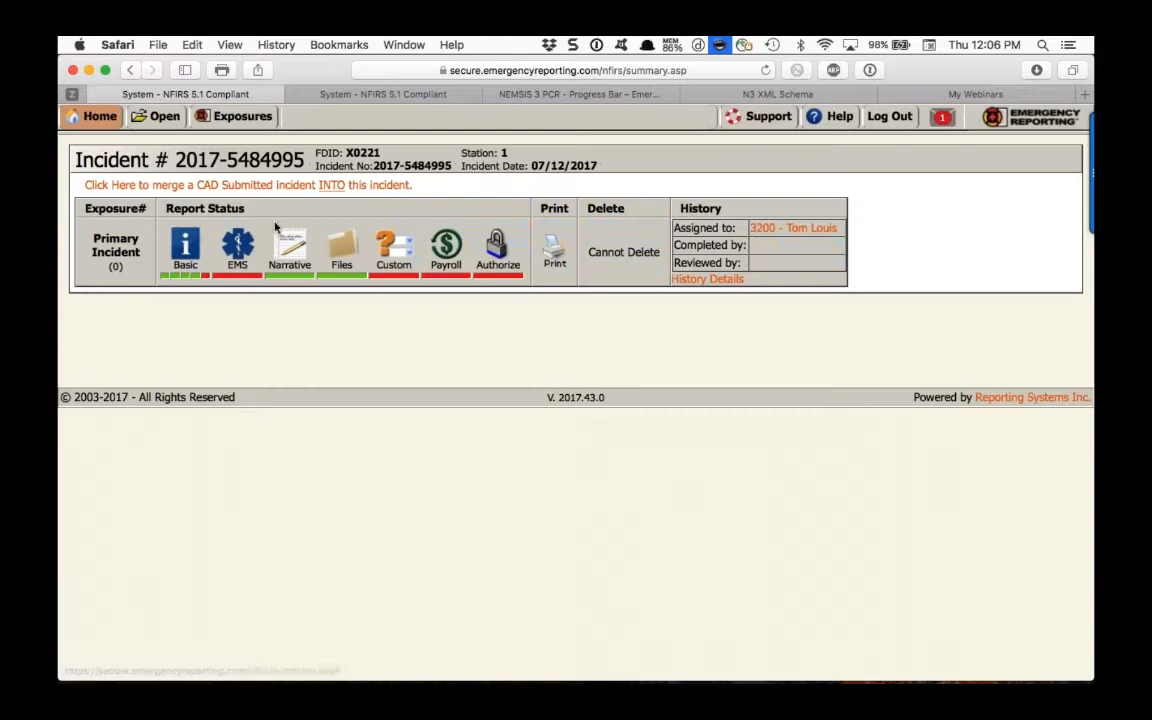 Safari File Edit View History Bookmarks Window Help MEM 86% 98% Thu 12:06 PM
secure.emergencyreporting.com/nfirs/summary.asp ABP
Z System - NFIRS 5.1 Compliant System - NFIRS 5.1 Compliant NEMSIS 3 PCR - Progress Bar – Emer... N3 XML Schema My Webinars +
Home Open Exposures Support Help Log Out 1 EMERGENCY REPORTING
Incident # 2017-5484995 FDID: X0221 Station: 1
Incident No:2017-5484995 Incident Date: 07/12/2017
Click Here to merge a CAD Submitted incident INTO this incident.
Exposure# Report Status Print Delete History
Primary Incident (0) Basic EMS Narrative Files Custom Payroll Authorize Print Cannot Delete
Assigned to: 3200 - Tom Louis
Completed by:
Reviewed by:
History Details
© 2003-2017 - All Rights Reserved V. 2017.43.0 Powered by Reporting Systems Inc.